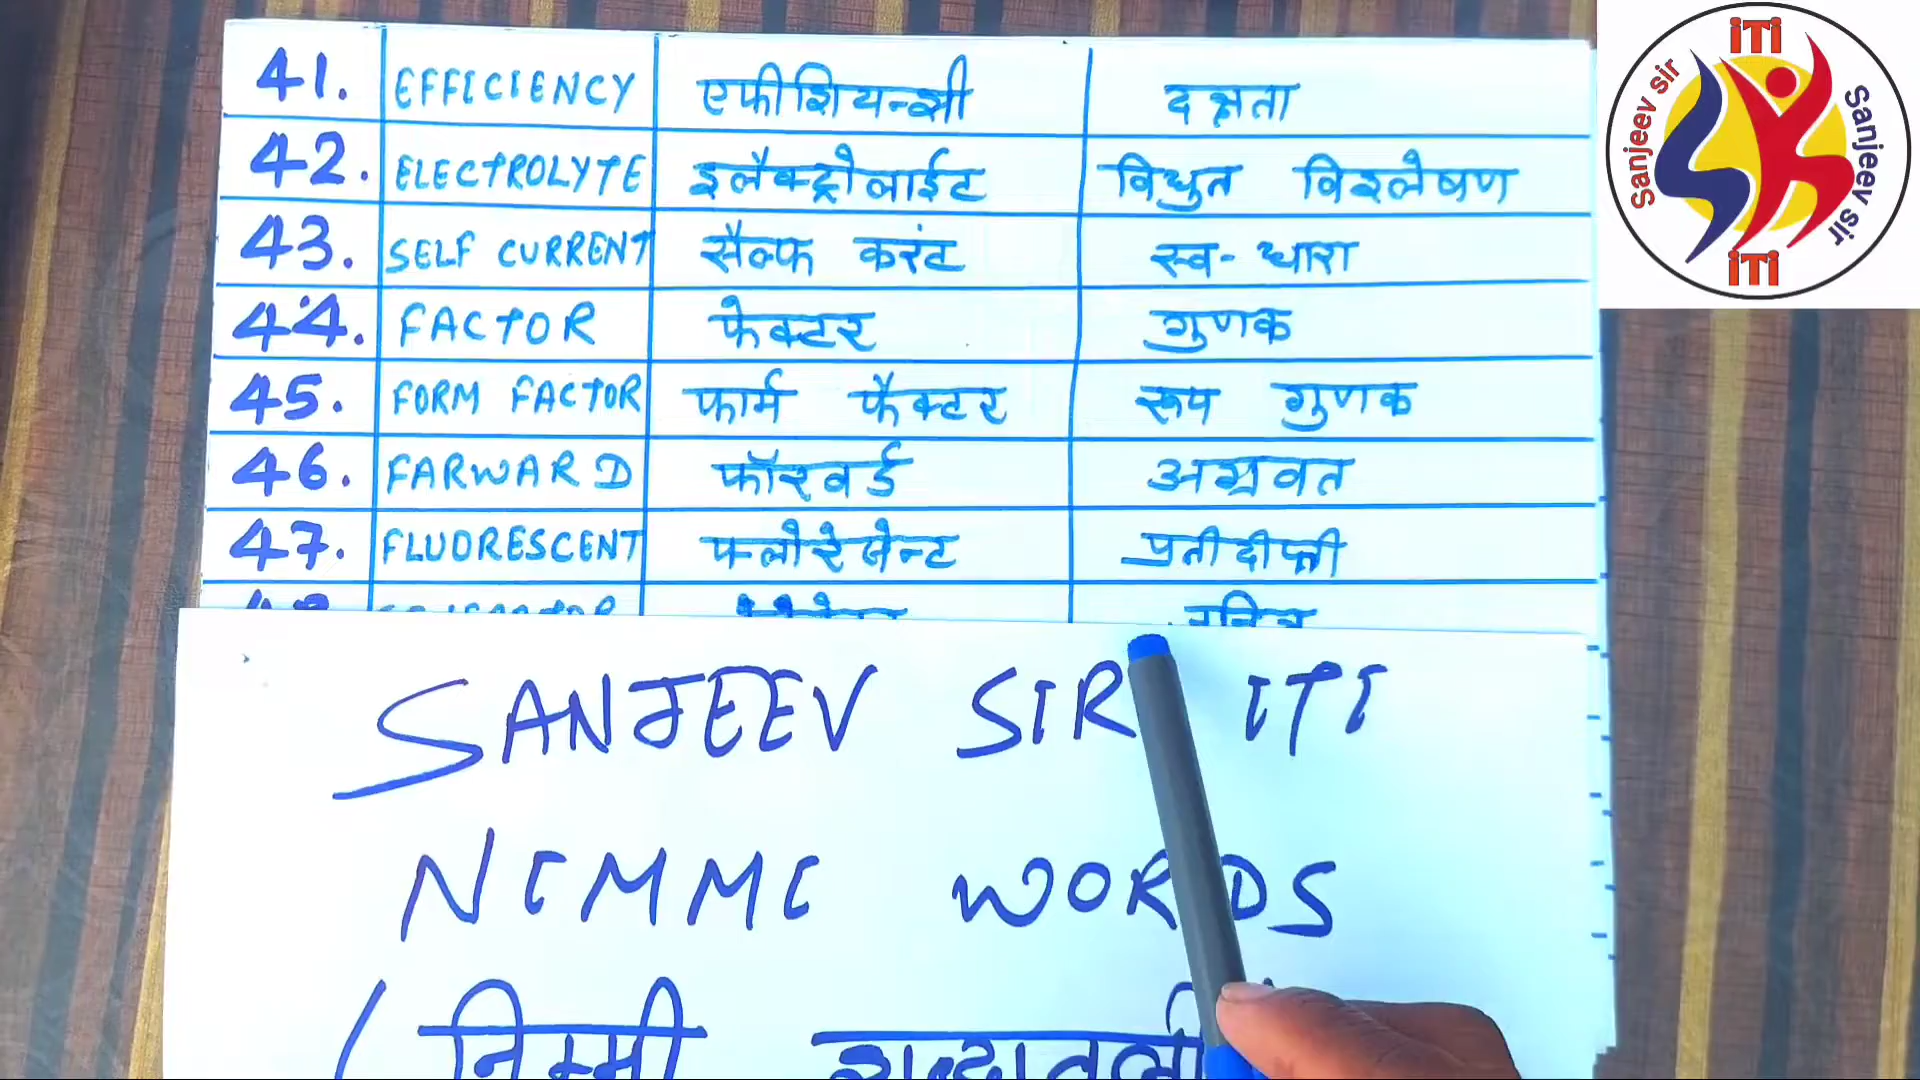 41. EFFICIENCY एफीशियन्शी दक्षता
42. ELECTROLYTE इलैक्ट्रोलाईट विधुत विश्लेषण
43. SELF CURRENT सैल्फ करंट स्व-धारा
44. FACTOR फेक्टर गुणक
45. FORM FACTOR फार्म फैक्टर रूप गुणक
46. FARWARD फॉरवर्ड अग्रवत
47. FLUORESCENT फ्लोरेसेन्ट प्रतीदीप्ती
SANJEEV SIR ITI
NIMMI WORDS
(निम्मी
iTi
Sanjeev sir
Sanjeev sir
iTi